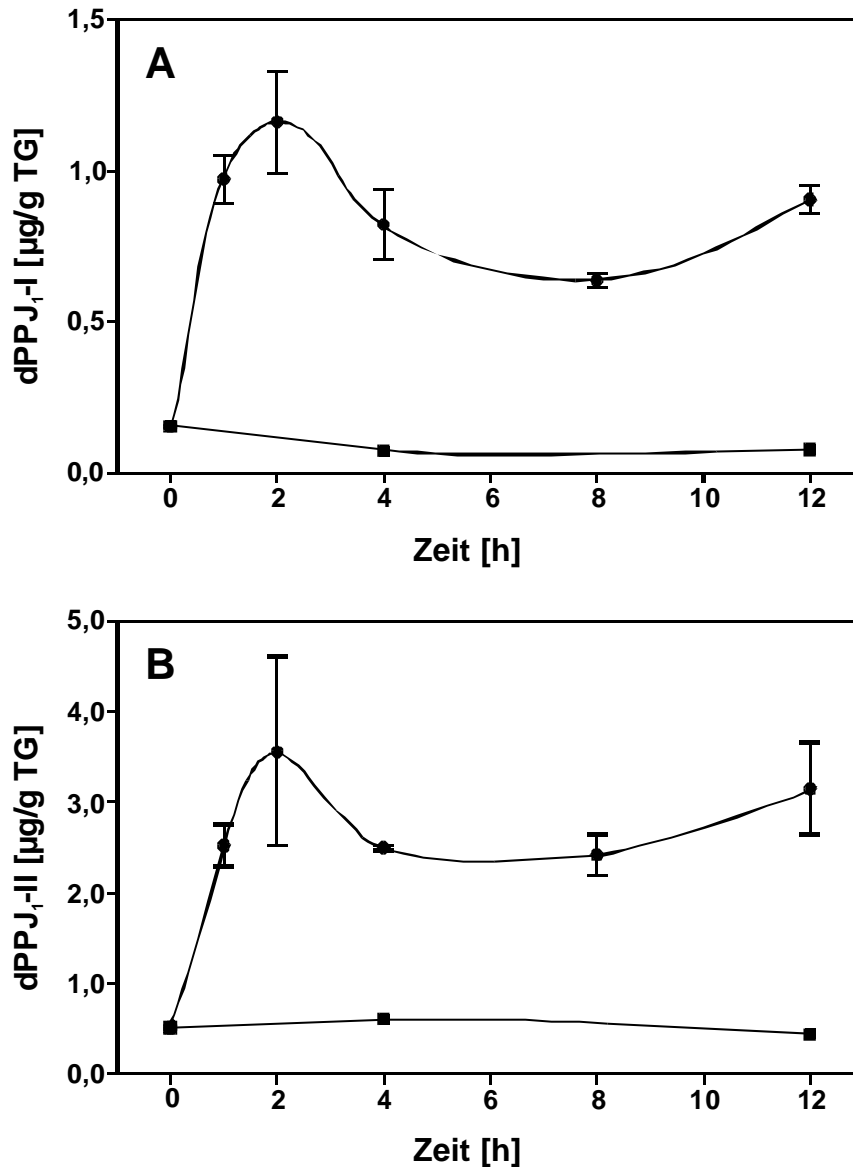 A
dPPJ₁-I [µg/g TG]
1,5
1,0
0,5
0,0
0 2 4 6 8 10 12
Zeit [h]
B
dPPJ₁-II [µg/g TG]
5,0
4,0
3,0
2,0
1,0
0,0
0 2 4 6 8 10 12
Zeit [h]